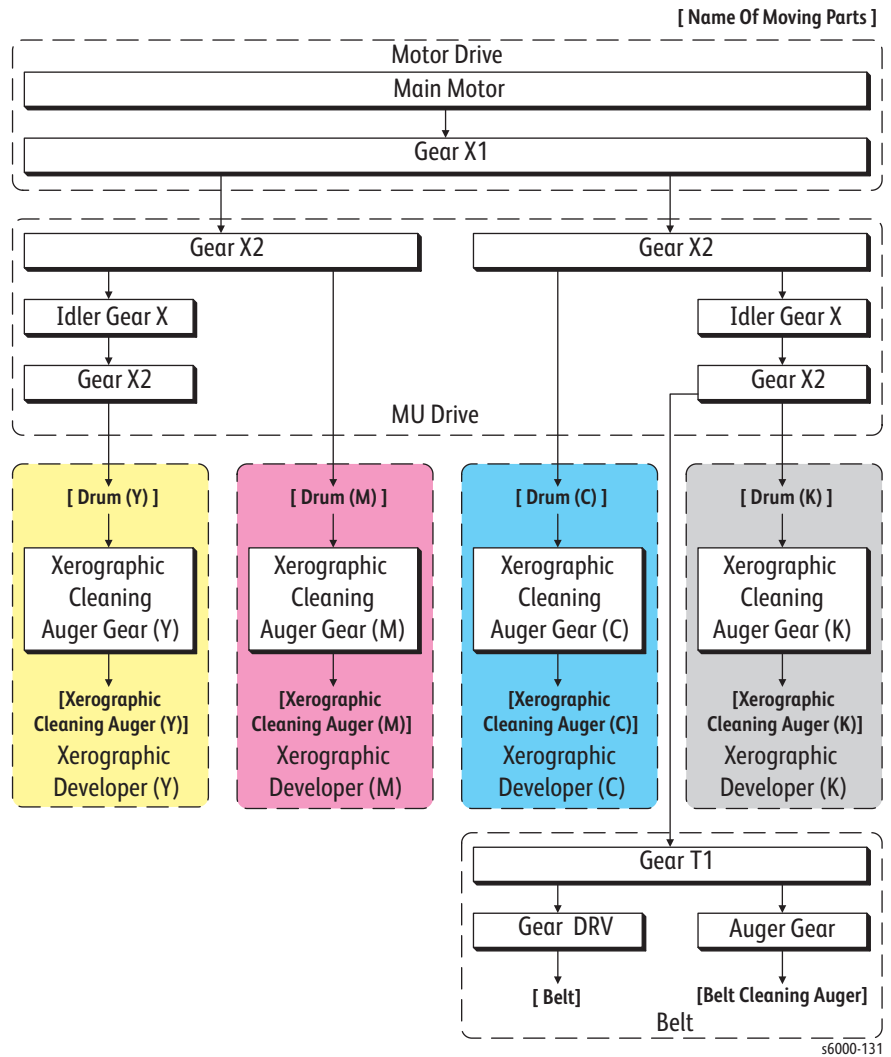 [ Name Of Moving Parts ]
Motor Drive
Main Motor
Gear X1
Gear X2
Gear X2
Idler Gear X
Idler Gear X
Gear X2
Gear X2
MU Drive
[ Drum (Y) ]
Xerographic
Cleaning
Auger Gear (Y)
[Xerographic
Cleaning Auger (Y)]
Xerographic
Developer (Y)
[ Drum (M) ]
Xerographic
Cleaning
Auger Gear (M)
[Xerographic
Cleaning Auger (M)]
Xerographic
Developer (M)
[ Drum (C) ]
Xerographic
Cleaning
Auger Gear (C)
[Xerographic
Cleaning Auger (C)]
Xerographic
Developer (C)
[ Drum (K) ]
Xerographic
Cleaning
Auger Gear (K)
[Xerographic
Cleaning Auger (K)]
Xerographic
Developer (K)
Gear T1
Gear DRV
Auger Gear
[ Belt]
[Belt Cleaning Auger]
Belt
s6000-131